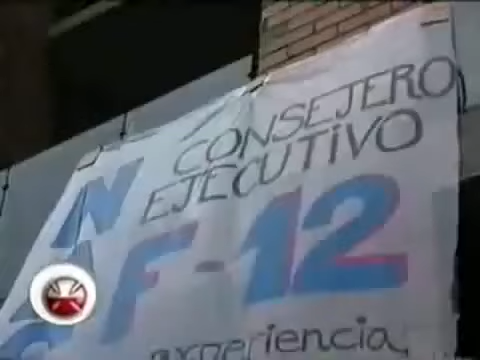 CONSEJERO
EJECUTIVO
N
F-12
experiencia,